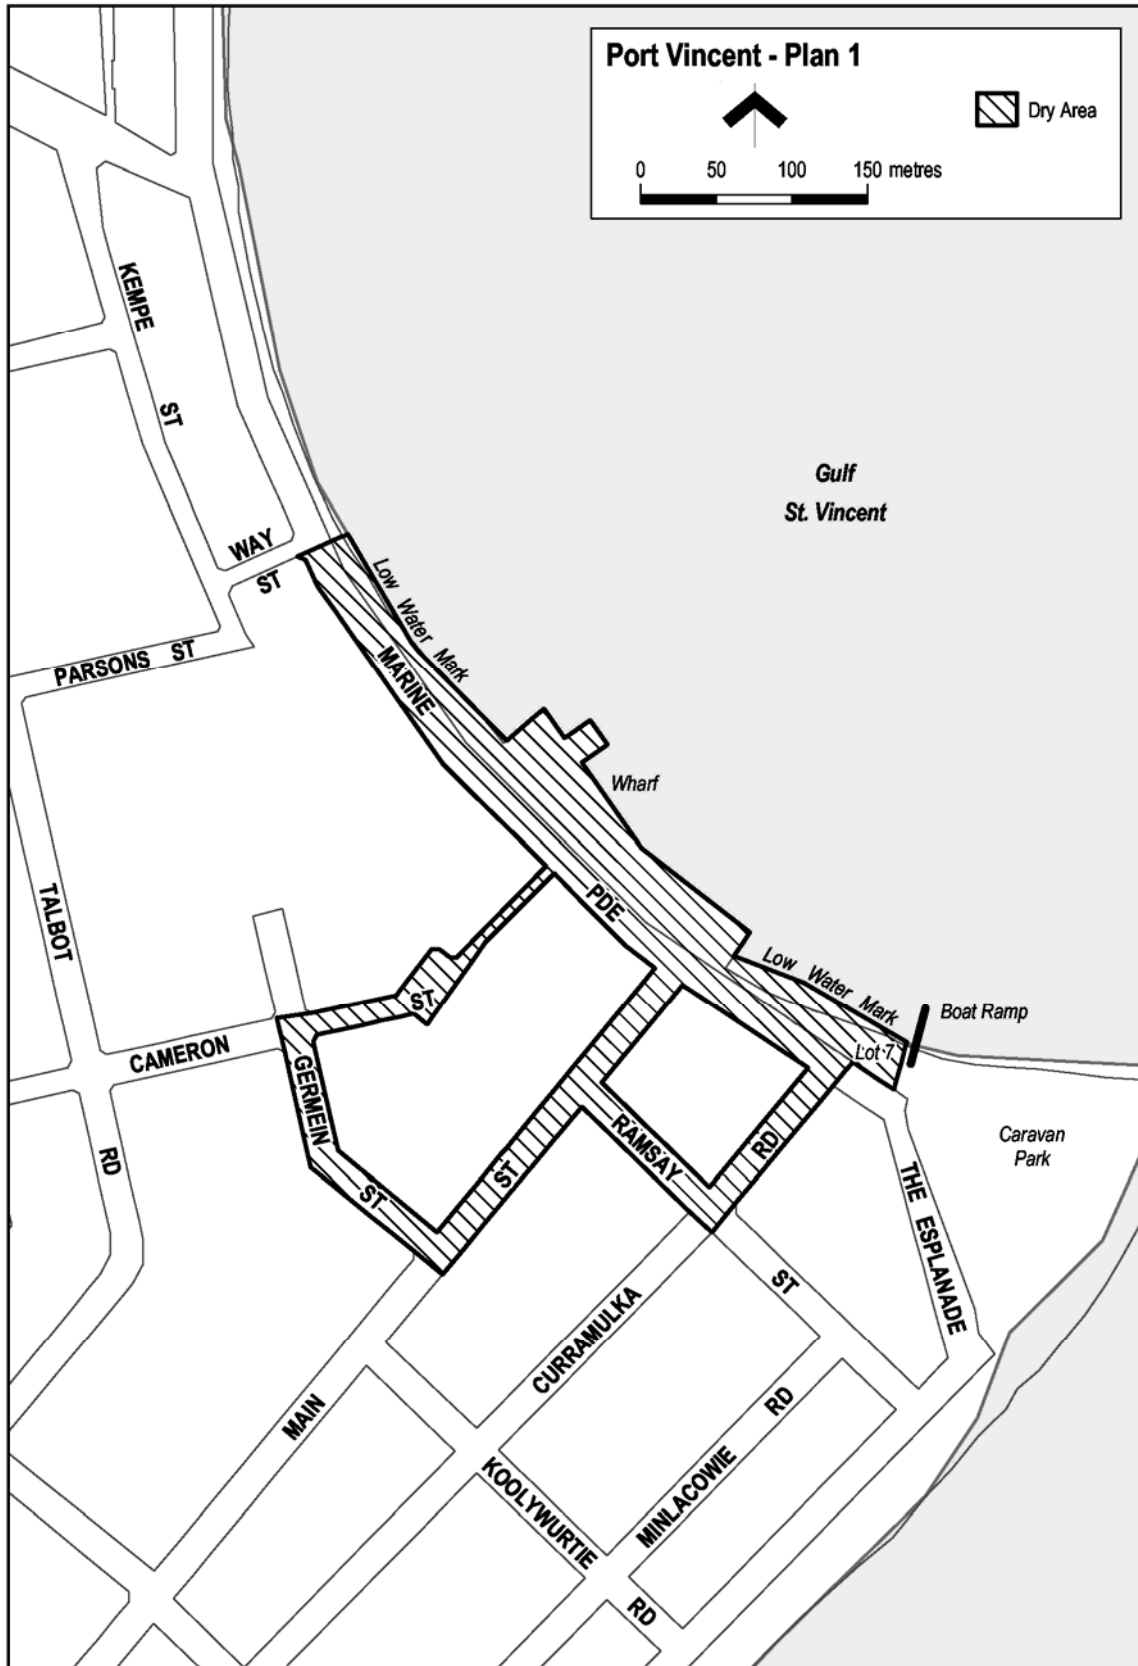 Port Vincent - Plan 1
Dry Area
0 50 100 150 metres
KEMPE
ST
Gulf
St. Vincent
WAY
ST
Low Water Mark
PARSONS ST
MARINE
Wharf
TALBOT
RD
PDE
Low Water Mark
Boat Ramp
Lot 7
CAMERON
ST
GERMEIN
ST
RAMSAY
ST
RD
ST
Caravan
Park
THE ESPLANADE
CURRAMULKA
MAIN
MINLACOWIE
RD
KOOLYWURTIE
RD